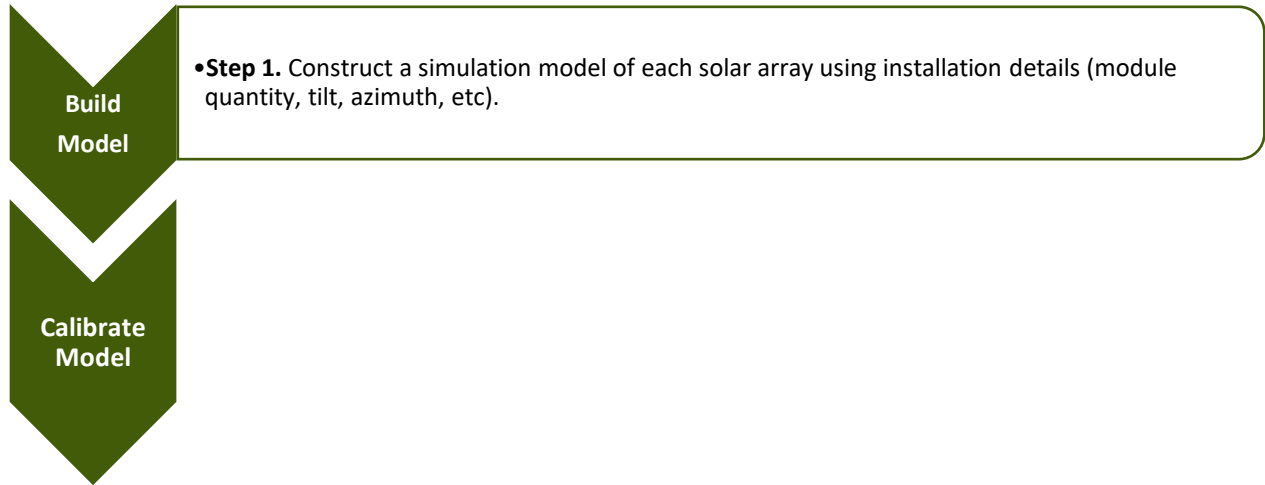 Build
Model
•Step 1. Construct a simulation model of each solar array using installation details (module
quantity, tilt, azimuth, etc).
Calibrate
Model